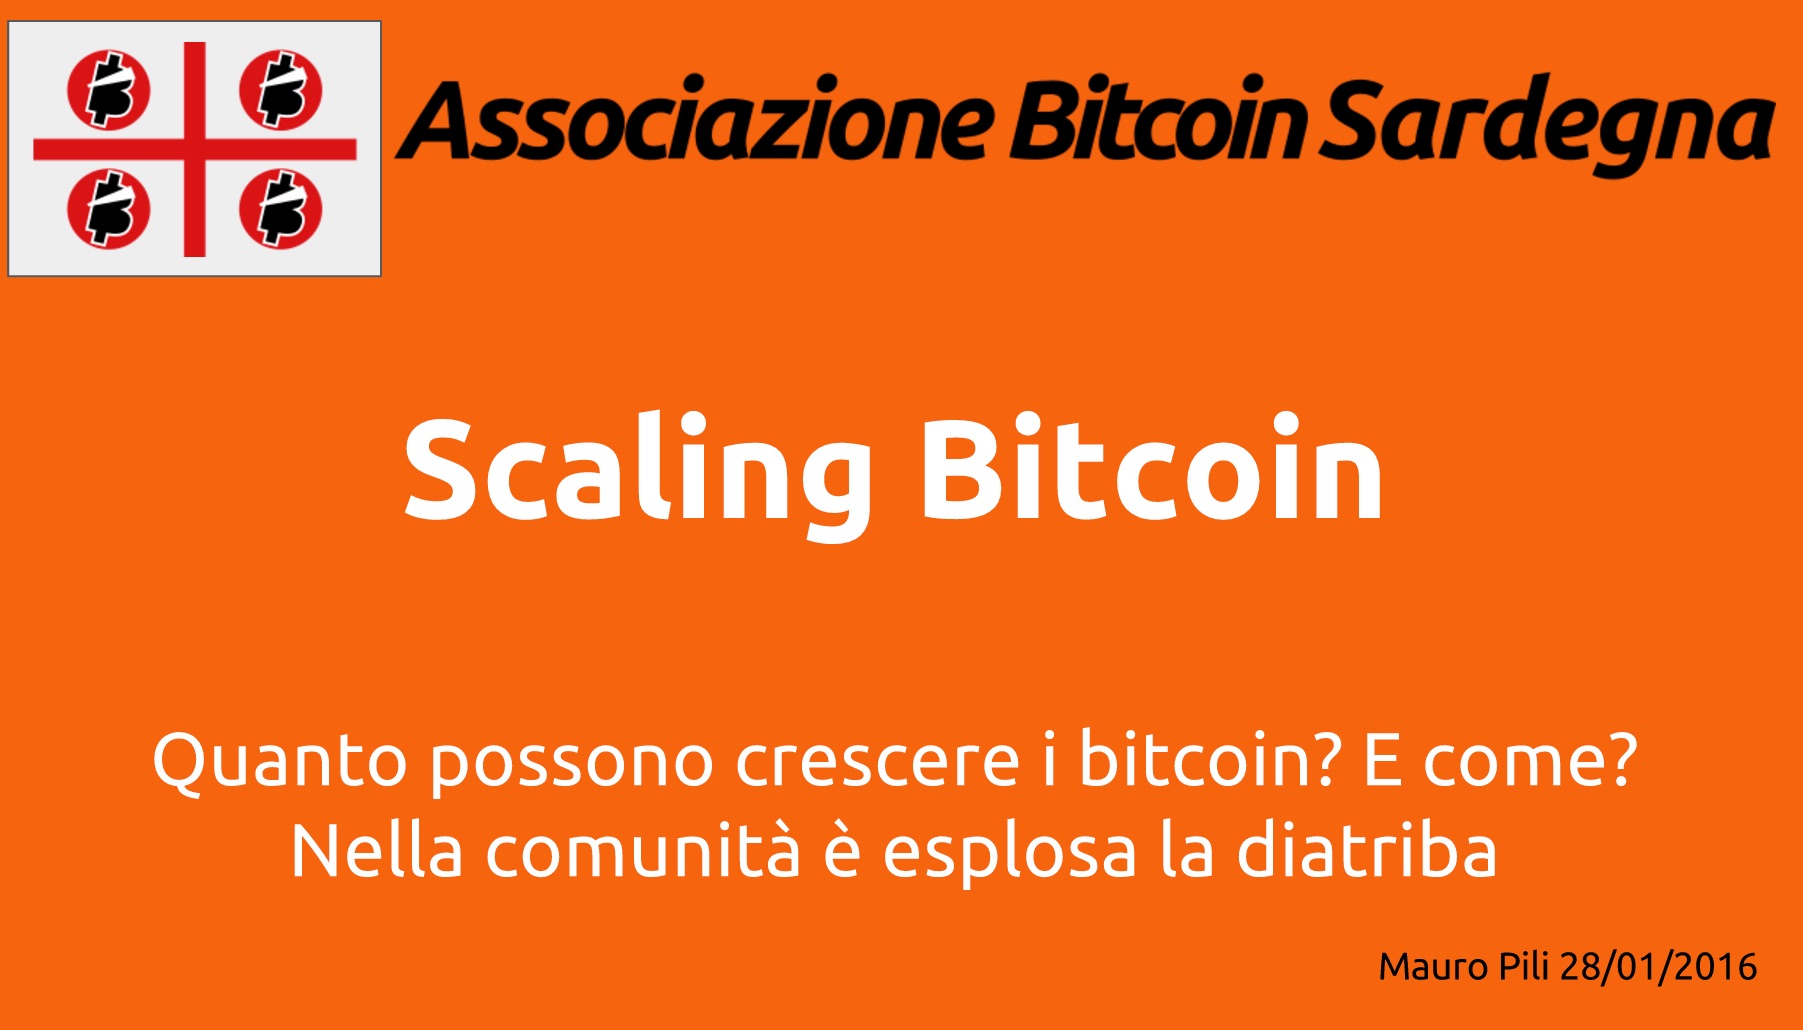 Associazione Bitcoin Sardegna
Scaling Bitcoin
Quanto possono crescere i bitcoin? E come?
Nella comunità è esplosa la diatriba
Mauro Pili 28/01/2016